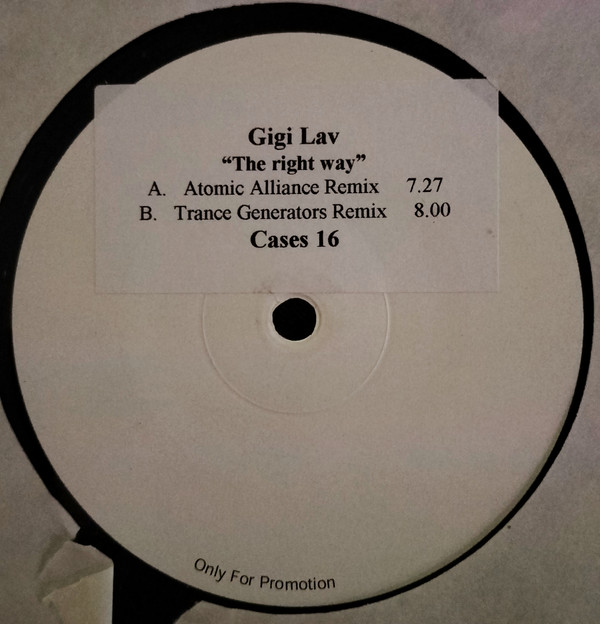 Gigi Lav
“The right way”
A. Atomic Alliance Remix 7.27
B. Trance Generators Remix 8.00
Cases 16
Only For Promotion